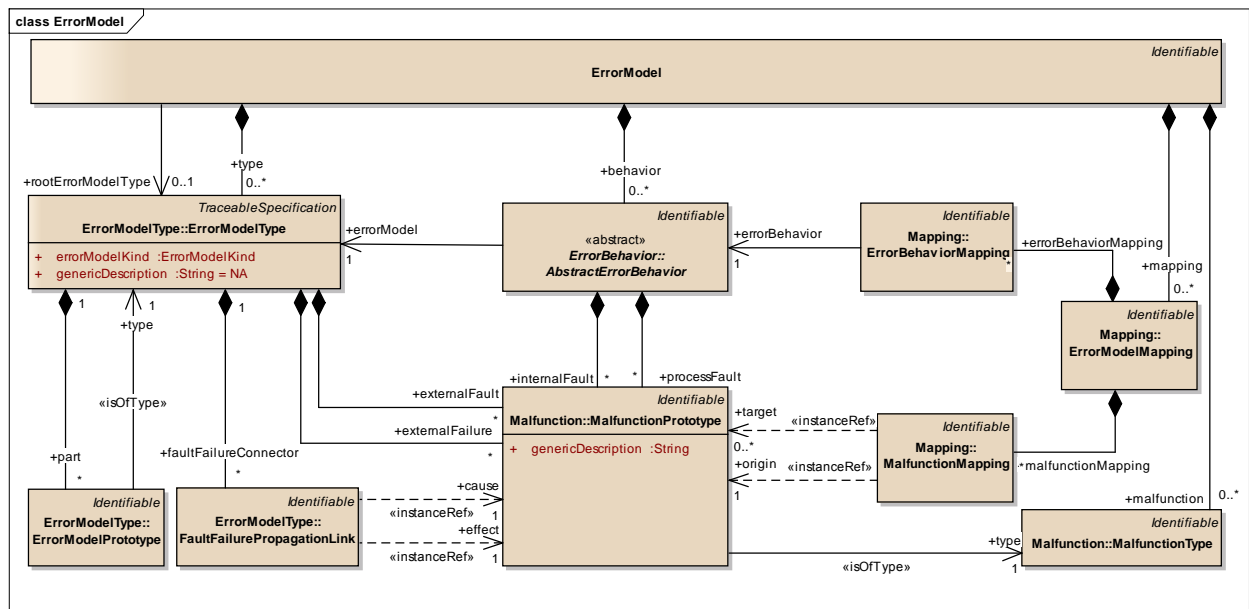 class ErrorModel
Identifiable
ErrorModel
+rootErrorModelType
0..1
+type
0..*
+behavior
0..*
+mapping
0..*
TraceableSpecification
ErrorModelType::ErrorModelType
+ errorModelKind :ErrorModelKind
+ genericDescription :String = NA
+errorModel
1
Identifiable
«abstract»
ErrorBehavior::
AbstractErrorBehavior
+errorBehavior
1
Identifiable
Mapping::
ErrorBehaviorMapping
+errorBehaviorMapping
*
Identifiable
Mapping::
ErrorModelMapping
1
1
+type
1
«isOfType»
+part
*
+faultFailureConnector
*
+externalFault
*
+externalFailure
*
+internalFault
*
*
+processFault
Identifiable
Malfunction::MalfunctionPrototype
+ genericDescription :String
+target
0..*
«instanceRef»
+origin
1
«instanceRef»
Identifiable
Mapping::
MalfunctionMapping
*
+malfunctionMapping
+malfunction
0..*
Identifiable
ErrorModelType::
ErrorModelPrototype
Identifiable
ErrorModelType::
FaultFailurePropagationLink
+cause
«instanceRef»
1
+effect
«instanceRef»
1
+type
«isOfType»
1
Identifiable
Malfunction::MalfunctionType